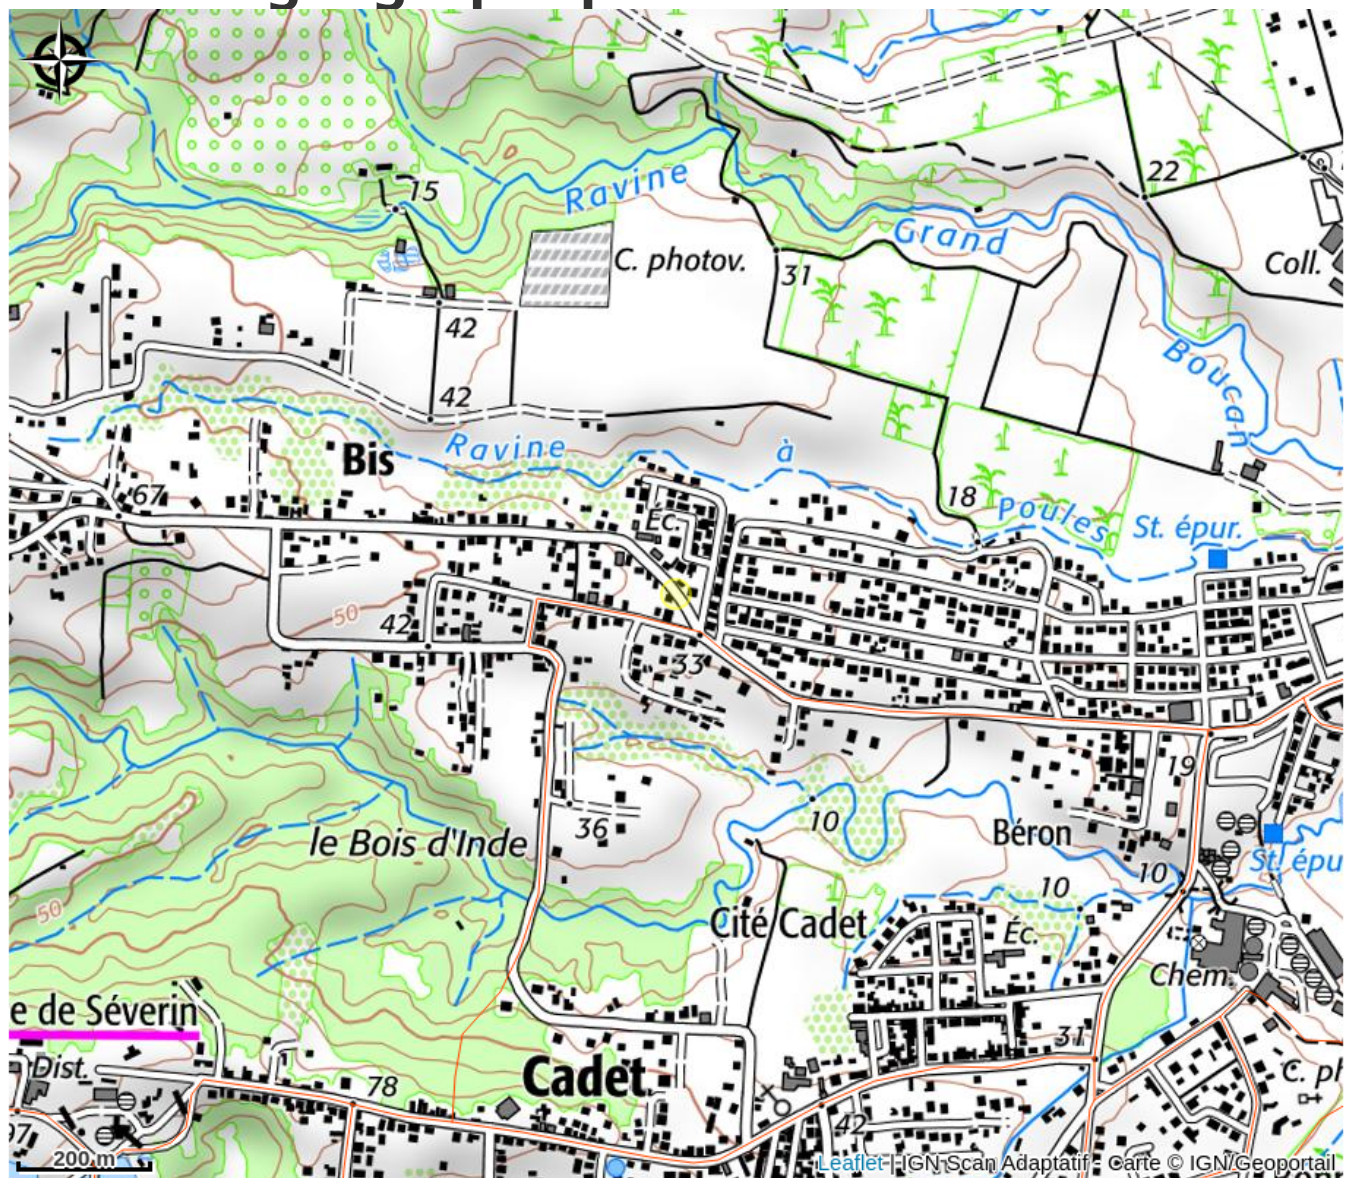 15
Ravine
22
Grand
C. photov.
31
Coll.
42
Boucan
42
Ravine
à
Bis
67
18
Poules
Éc.
St. épur.
50
42
33
19
36
10
Béron
le Bois d'Inde
St. épu
10
10
50
Cité Cadet
Éc.
Chem.
e de Séverin
31
Dist.
Cadet
C. ph
78
42
97
200 m
Leaflet | IGN Scan Adaptatif - Carte © IGN/Geoportail